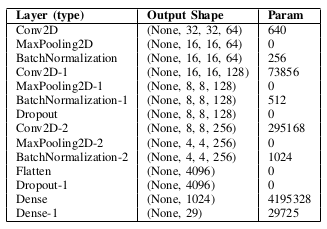 Layer (type) Output Shape Param
Conv2D (None, 32, 32, 64) 640
MaxPooling2D (None, 16, 16, 64) 0
BatchNormalization (None, 16, 16, 64) 256
Conv2D-1 (None, 16, 16, 128) 73856
MaxPooling2D-1 (None, 8, 8, 128) 0
BatchNormalization-1 (None, 8, 8, 128) 512
Dropout (None, 8, 8, 128) 0
Conv2D-2 (None, 8, 8, 256) 295168
MaxPooling2D-2 (None, 4, 4, 256) 0
BatchNormalization-2 (None, 4, 4, 256) 1024
Flatten (None, 4096) 0
Dropout-1 (None, 4096) 0
Dense (None, 1024) 4195328
Dense-1 (None, 29) 29725